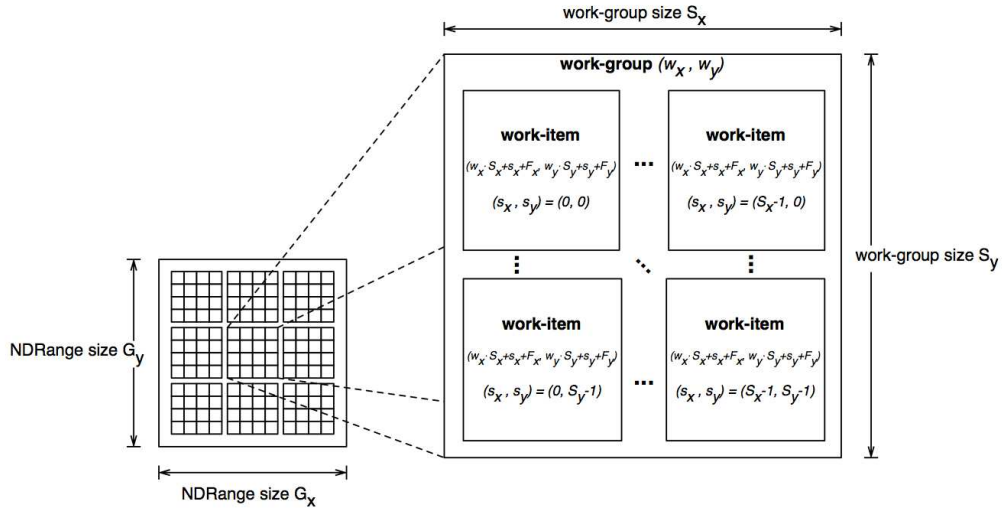 work-group size Sx
work-group (wx , wy)
work-item
(wx· Sx+sx+Fx, wy· Sy+sy+Fy)
(sx , sy) = (0, 0)
...
work-item
(wx· Sx+sx+Fx, wy· Sy+sy+Fy)
(sx , sy) = (Sx-1, 0)
work-group size Sy
work-item
(wx· Sx+sx+Fx, wy· Sy+sy+Fy)
(sx , sy) = (0, Sy-1)
...
work-item
(wx· Sx+sx+Fx, wy· Sy+sy+Fy)
(sx , sy) = (Sx-1, Sy-1)
NDRange size Gy
NDRange size Gx